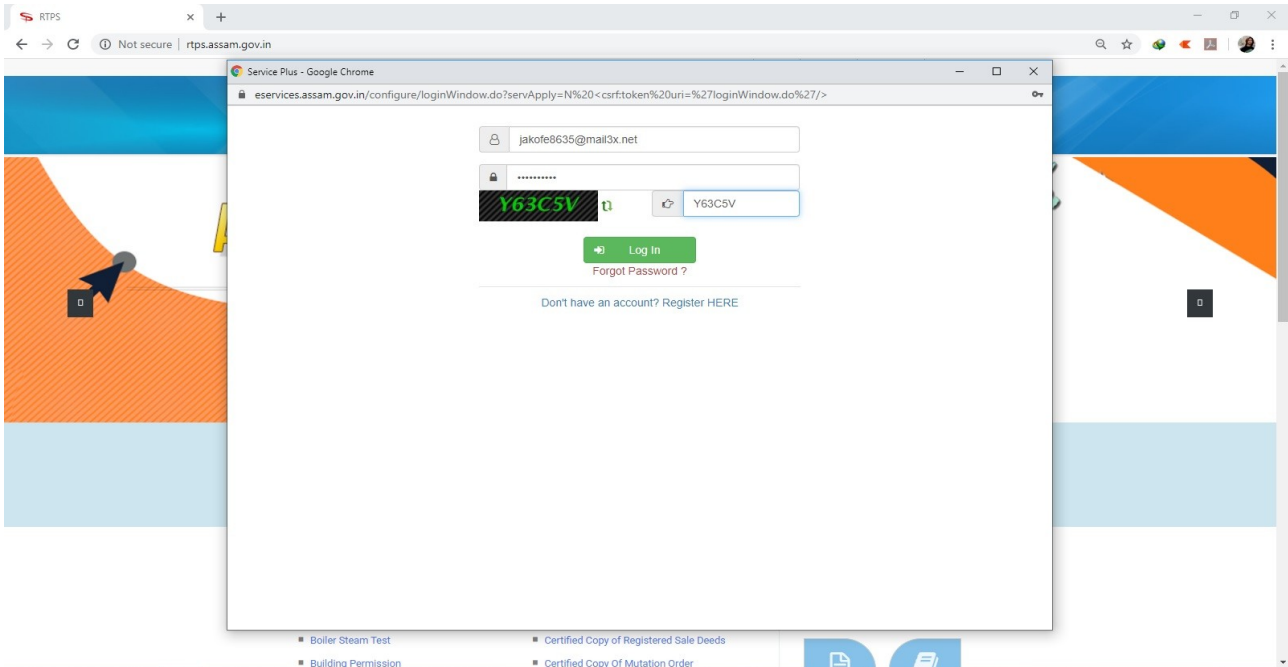 RTPS
Not secure | rtps.assam.gov.in
Service Plus - Google Chrome
eservices.assam.gov.in/configure/loginWindow.do?servApply=N%20<csrf:token%20uri=%27loginWindow.do%27/>
jakofe8635@mail3x.net
Y63C5V
Y63C5V
Log In
Forgot Password ?
Don't have an account? Register HERE
Boiler Steam Test
Certified Copy of Registered Sale Deeds
Building Permission
Certified Copy Of Mutation Order